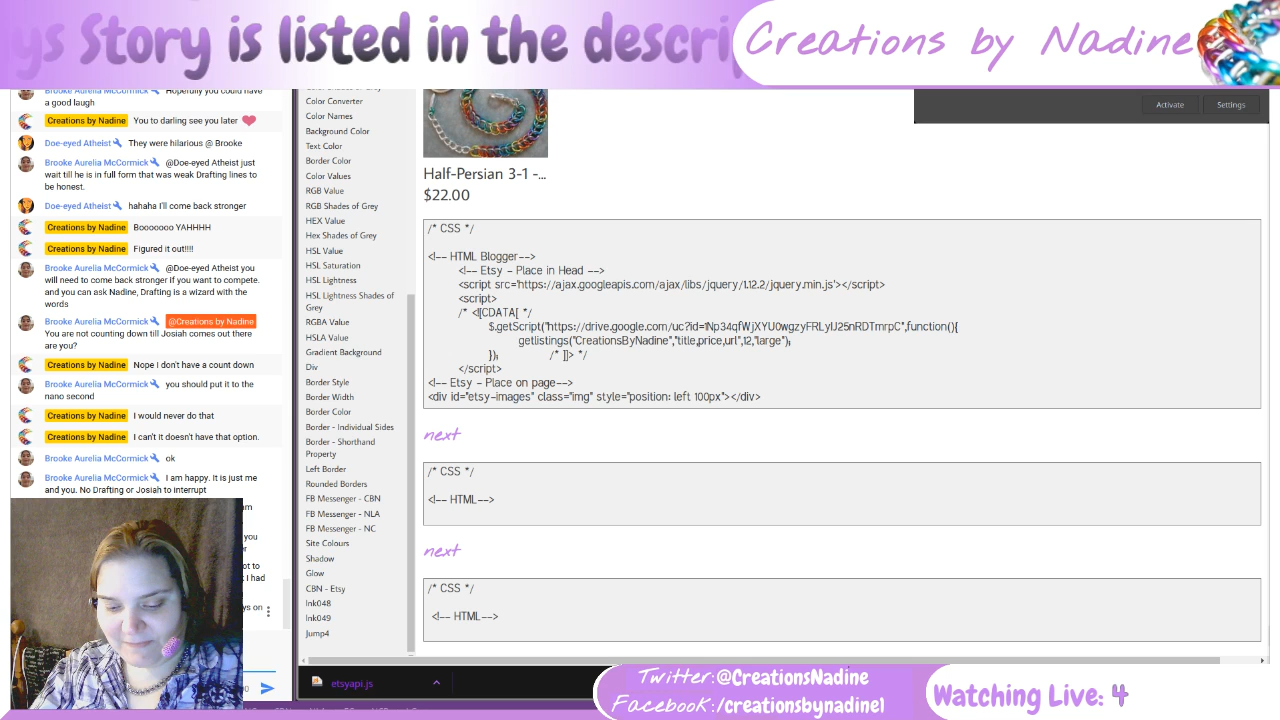 ys Story is listed in the descri
Creations by Nadine
Brooke Aurelia McCormick Hopefully you could have
a good laugh
Creations by Nadine You to darling see you later
Doe-eyed Atheist They were hilarious @ Brooke
Brooke Aurelia McCormick @Doe-eyed Atheist just
wait till he is in full form that was weak Drafting lines to
be honest.
Doe-eyed Atheist hahaha I'll come back stronger
Creations by Nadine Booooooo YAHHHH
Creations by Nadine Figured it out!!!!
Brooke Aurelia McCormick @Doe-eyed Atheist you
will need to come back stronger if you want to compete.
and you can ask Nadine, Drafting is a wizard with the
words
Brooke Aurelia McCormick @Creations by Nadine
You are not counting down till Josiah comes out there
are you?
Creations by Nadine Nope I don't have a count down
Brooke Aurelia McCormick you should put it to the
nano second
Creations by Nadine I would never do that
Creations by Nadine I can't it doesn't have that option.
Brooke Aurelia McCormick ok
Brooke Aurelia McCormick I am happy. It is just me
and you. No Drafting or Josiah to interrupt
am
you
ot to
t I had
ys on
Color Converter
Color Names
Background Color
Text Color
Border Color
Color Values
RGB Value
RGB Shades of Grey
HEX Value
Hex Shades of Grey
HSL Value
HSL Saturation
HSL Lightness
HSL Lightness Shades of
Grey
RGBA Value
HSLA Value
Gradient Background
Div
Border Style
Border Width
Border Color
Border - Individual Sides
Border - Shorthand
Property
Left Border
Rounded Borders
FB Messenger - CBN
FB Messenger - NLA
FB Messenger - NC
Site Colours
Shadow
Glow
CBN - Etsy
Ink048
Ink049
Jump4
Activate
Settings
Half-Persian 3-1 -...
$22.00
/* CSS */
<!-- HTML Blogger-->
<!-- Etsy - Place in Head -->
<script src='https://ajax.googleapis.com/ajax/libs/jquery/1.12.2/jquery.min.js'></script>
<script>
/* <![CDATA[ */
$.getScript("https://drive.google.com/uc?id=1Np34qfWjXYU0wgzyFRLyIJ25nRDTmrpC",function(){
getlistings("CreationsByNadine","title,price,url",12,"large");
}); /* ]]> */
</script>
<!-- Etsy - Place on page-->
<div id="etsy-images" class="img" style="position: left 100px"></div>
next
/* CSS */
<!-- HTML-->
next
/* CSS */
<!-- HTML-->
etsyapi.js
Twitter:@CreationsNadine
Facebook:/creationsbynadine1
Watching Live: 4